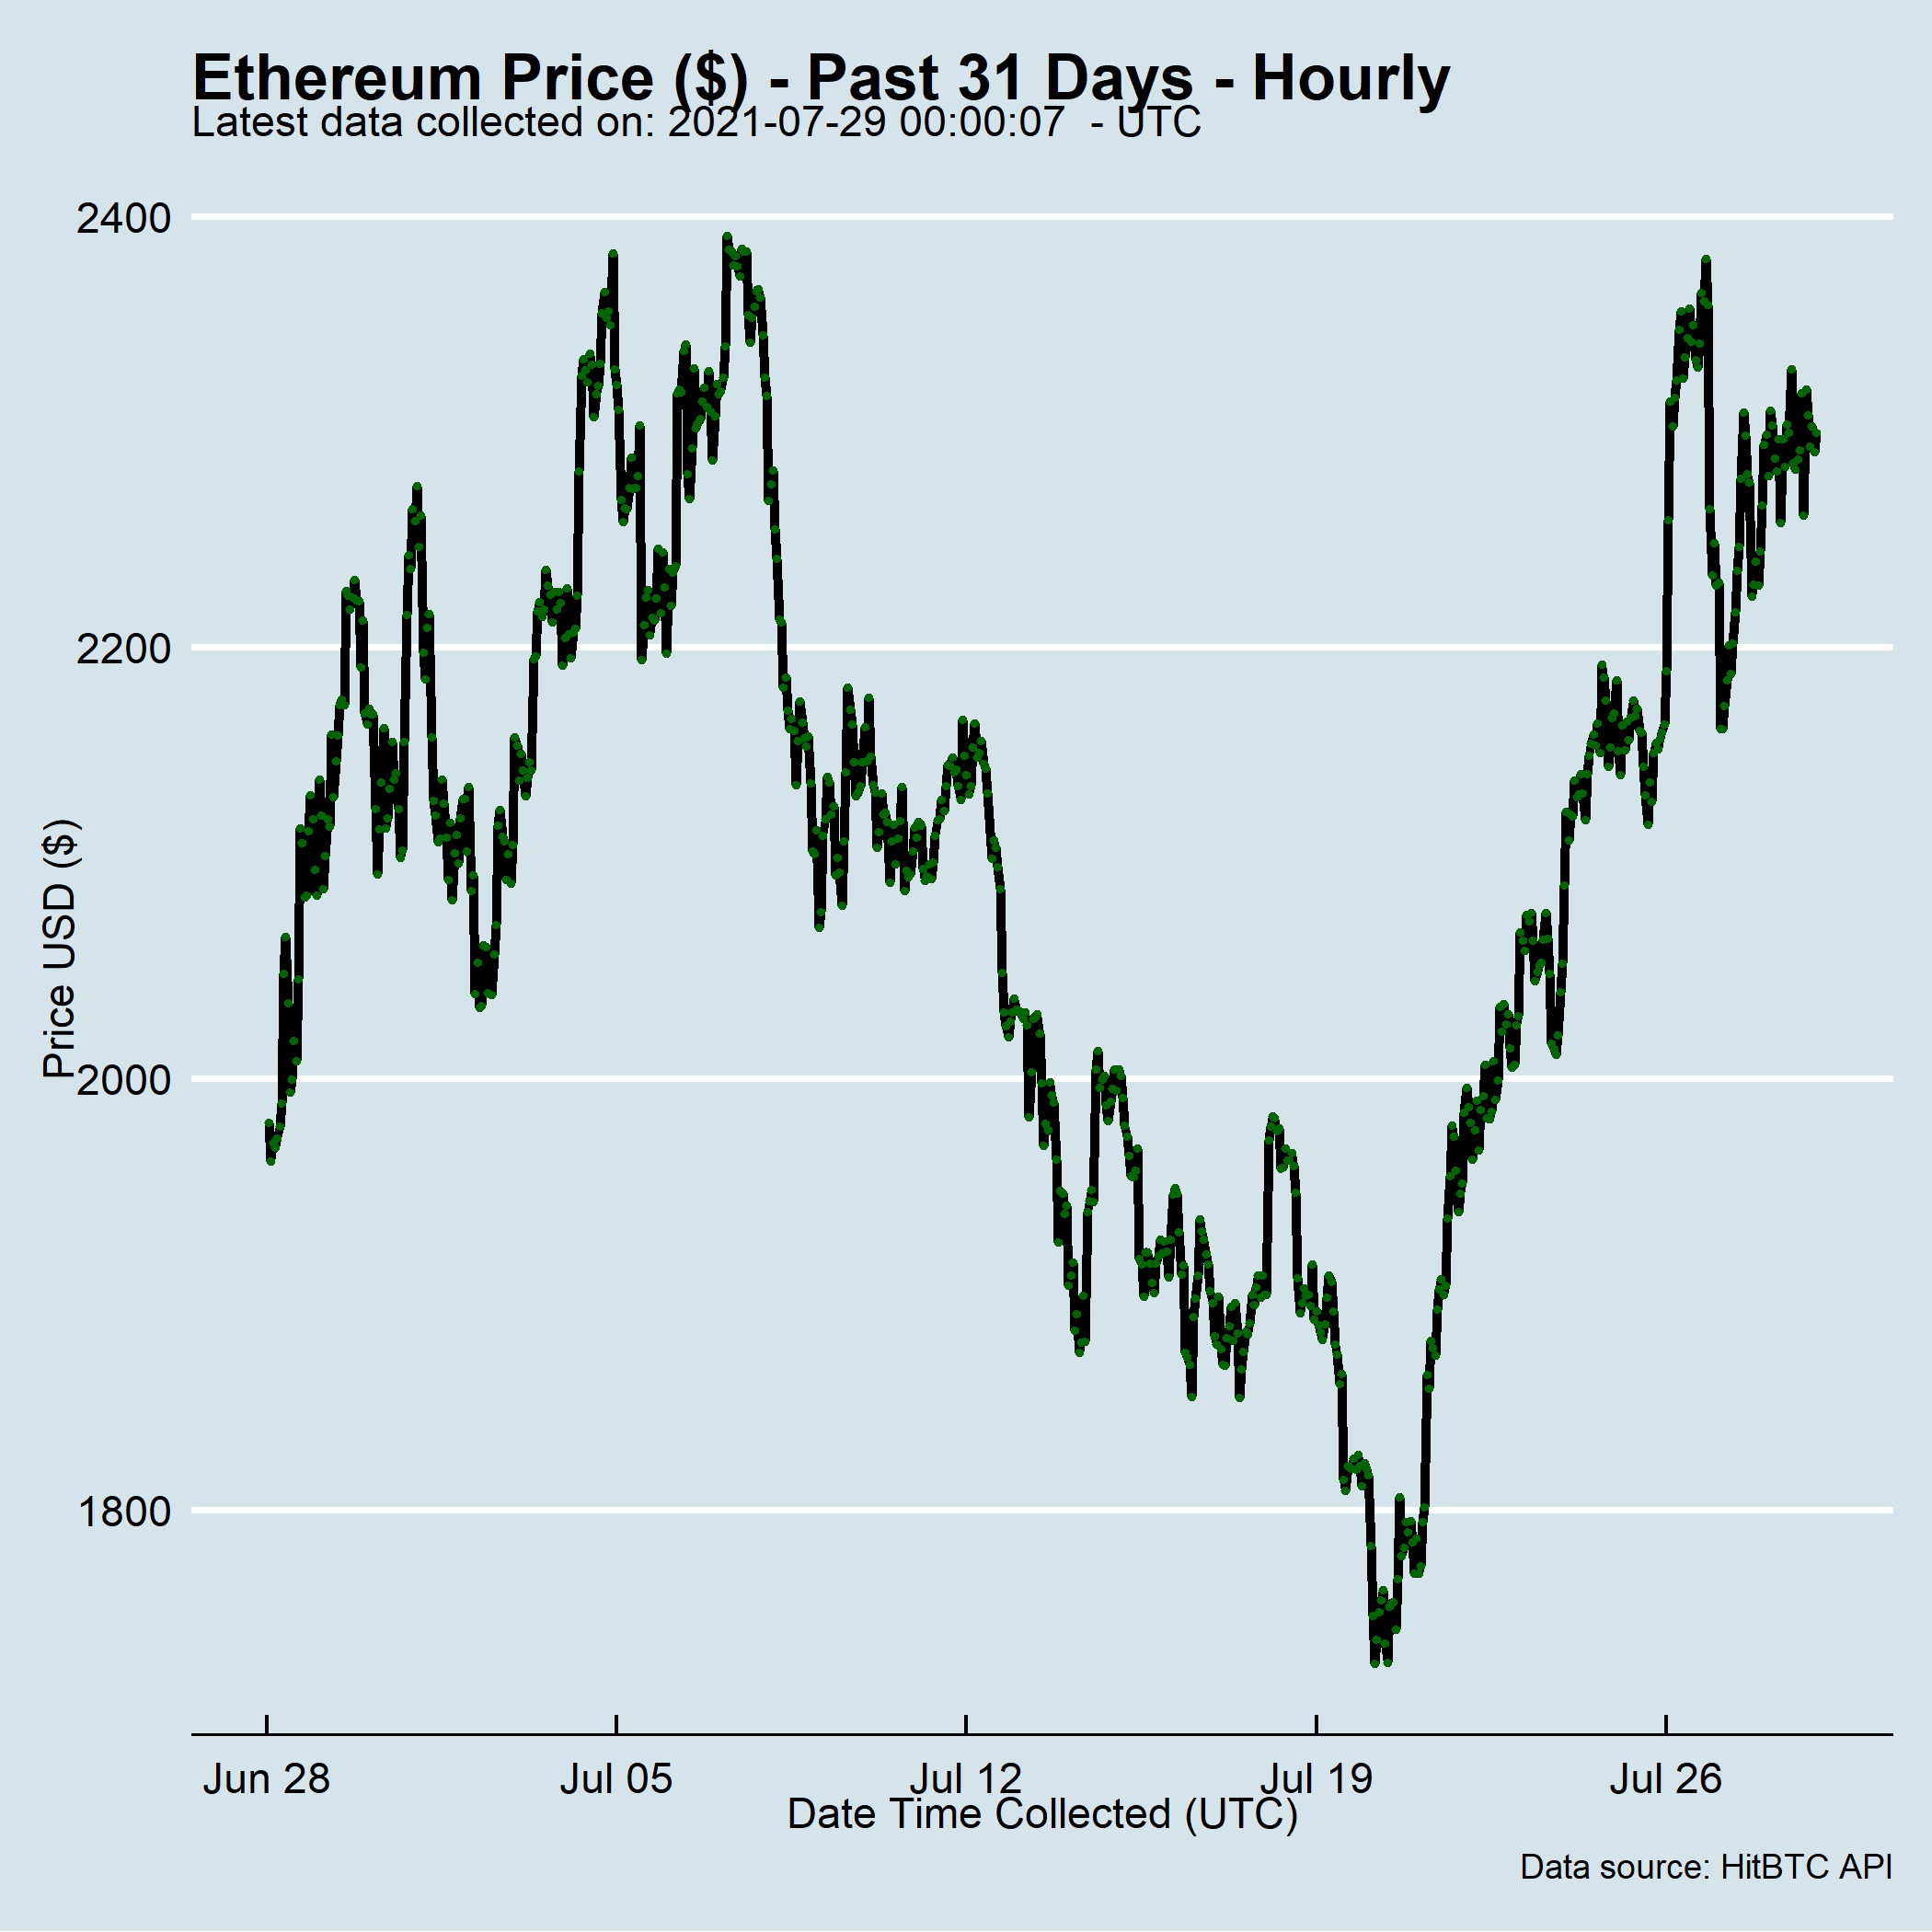 Ethereum Price ($) - Past 31 Days - Hourly
Latest data collected on: 2021-07-29 00:00:07  - UTC
2400
2200
2000
1800
Price USD ($)
Jun 28
Jul 05
Jul 12
Jul 19
Jul 26
Date Time Collected (UTC)
Data source: HitBTC API